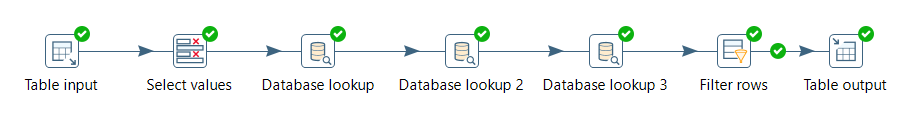 Table input
Select values
Database lookup
Database lookup 2
Database lookup 3
Filter rows
Table output